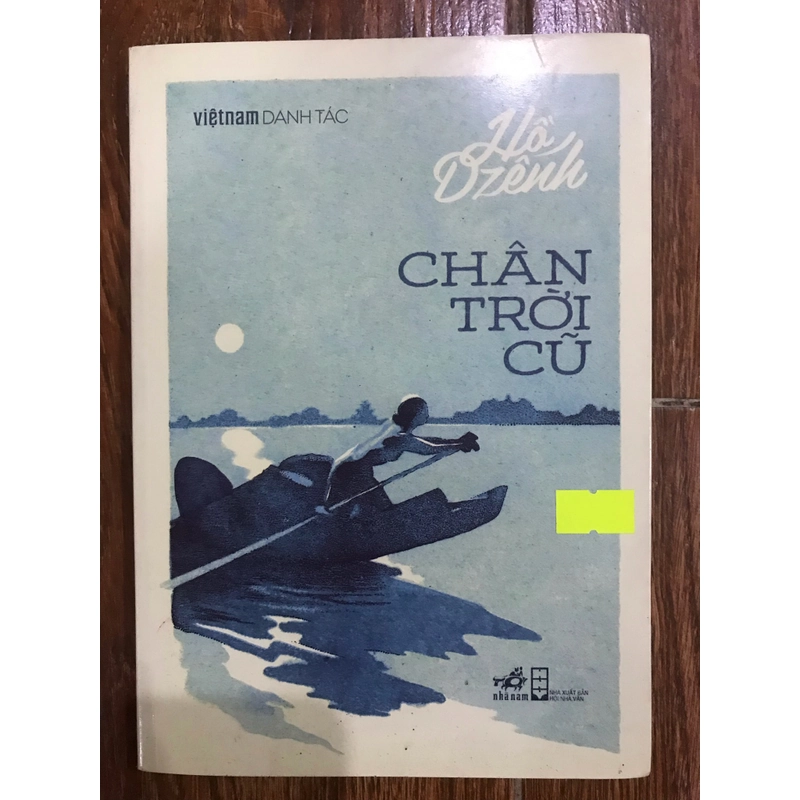 việtnam DANH TÁC
Hồ
Dzếnh
CHÂN
TRỜI
CŨ
nhã nam
NHÀ XUẤT BẢN
HỘI NHÀ VĂN